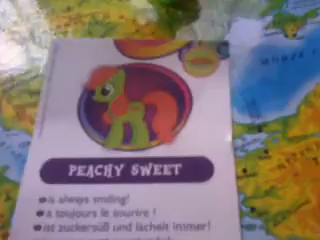 PEACHY SWEET
is always smiling!
a toujours le sourire !
ist zuckersüß und lächelt immer!